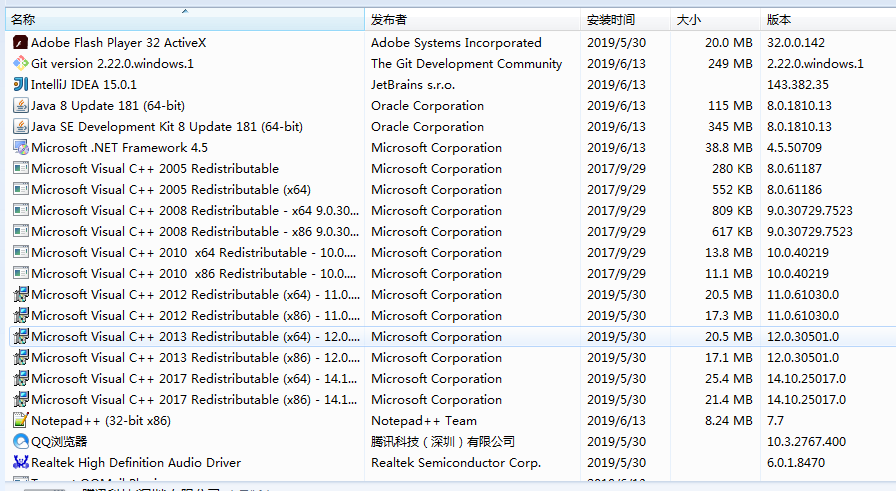 名称 发布者 安装时间 大小 版本
Adobe Flash Player 32 ActiveX Adobe Systems Incorporated 2019/5/30 20.0 MB 32.0.0.142
Git version 2.22.0.windows.1 The Git Development Community 2019/6/13 249 MB 2.22.0.windows.1
IntelliJ IDEA 15.0.1 JetBrains s.r.o. 2019/6/13 143.382.35
Java 8 Update 181 (64-bit) Oracle Corporation 2019/6/13 115 MB 8.0.1810.13
Java SE Development Kit 8 Update 181 (64-bit) Oracle Corporation 2019/6/13 345 MB 8.0.1810.13
Microsoft .NET Framework 4.5 Microsoft Corporation 2019/6/13 38.8 MB 4.5.50709
Microsoft Visual C++ 2005 Redistributable Microsoft Corporation 2017/9/29 280 KB 8.0.61187
Microsoft Visual C++ 2005 Redistributable (x64) Microsoft Corporation 2017/9/29 552 KB 8.0.61186
Microsoft Visual C++ 2008 Redistributable - x64 9.0.30... Microsoft Corporation 2017/9/29 809 KB 9.0.30729.7523
Microsoft Visual C++ 2008 Redistributable - x86 9.0.30... Microsoft Corporation 2017/9/29 617 KB 9.0.30729.7523
Microsoft Visual C++ 2010 x64 Redistributable - 10.0.... Microsoft Corporation 2017/9/29 13.8 MB 10.0.40219
Microsoft Visual C++ 2010 x86 Redistributable - 10.0.... Microsoft Corporation 2017/9/29 11.1 MB 10.0.40219
Microsoft Visual C++ 2012 Redistributable (x64) - 11.0.... Microsoft Corporation 2019/5/30 20.5 MB 11.0.61030.0
Microsoft Visual C++ 2012 Redistributable (x86) - 11.0.... Microsoft Corporation 2019/5/30 17.3 MB 11.0.61030.0
Microsoft Visual C++ 2013 Redistributable (x64) - 12.0.... Microsoft Corporation 2019/5/30 20.5 MB 12.0.30501.0
Microsoft Visual C++ 2013 Redistributable (x86) - 12.0.... Microsoft Corporation 2019/5/30 17.1 MB 12.0.30501.0
Microsoft Visual C++ 2017 Redistributable (x64) - 14.1... Microsoft Corporation 2019/5/30 25.4 MB 14.10.25017.0
Microsoft Visual C++ 2017 Redistributable (x86) - 14.1... Microsoft Corporation 2019/5/30 21.4 MB 14.10.25017.0
Notepad++ (32-bit x86) Notepad++ Team 2019/6/13 8.24 MB 7.7
QQ浏览器 腾讯科技（深圳）有限公司 2019/5/30 10.3.2767.400
Realtek High Definition Audio Driver Realtek Semiconductor Corp. 2019/5/30 6.0.1.8470